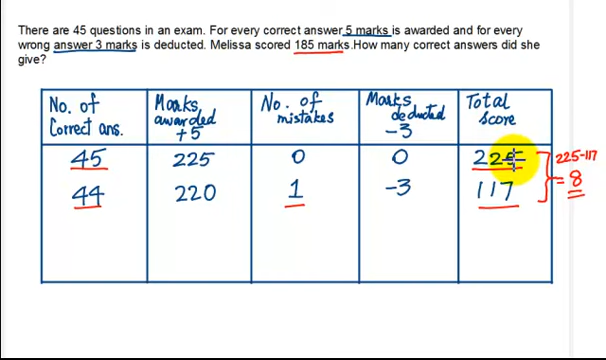 There are 45 questions in an exam. For every correct answer 5 marks is awarded and for every
wrong answer 3 marks is deducted. Melissa scored 185 marks.How many correct answers did she
give?
No. of Correct ans. Marks awarded +5 No. of mistakes Marks deducted -3 Total score
45 225 0 0 225
44 220 1 -3 117
225-117
= 8